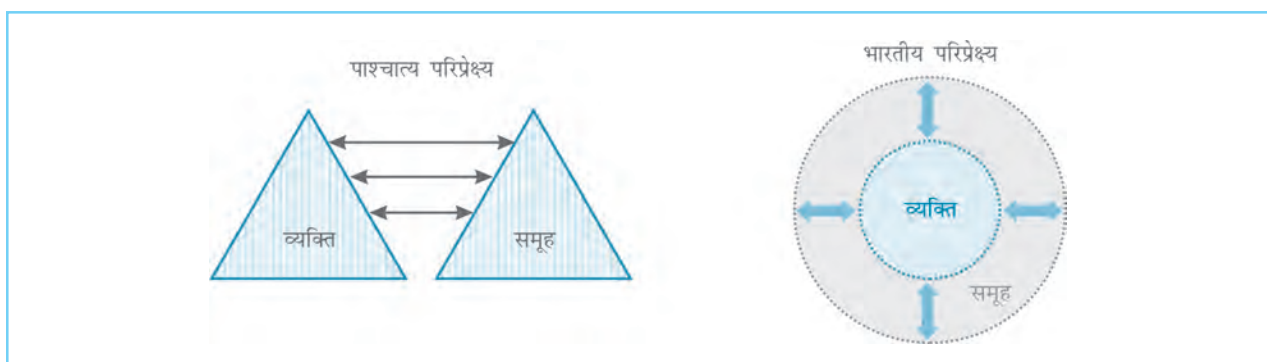 पाश्चात्य परिप्रेक्ष्य
व्यक्ति
समूह
भारतीय परिप्रेक्ष्य
व्यक्ति
समूह